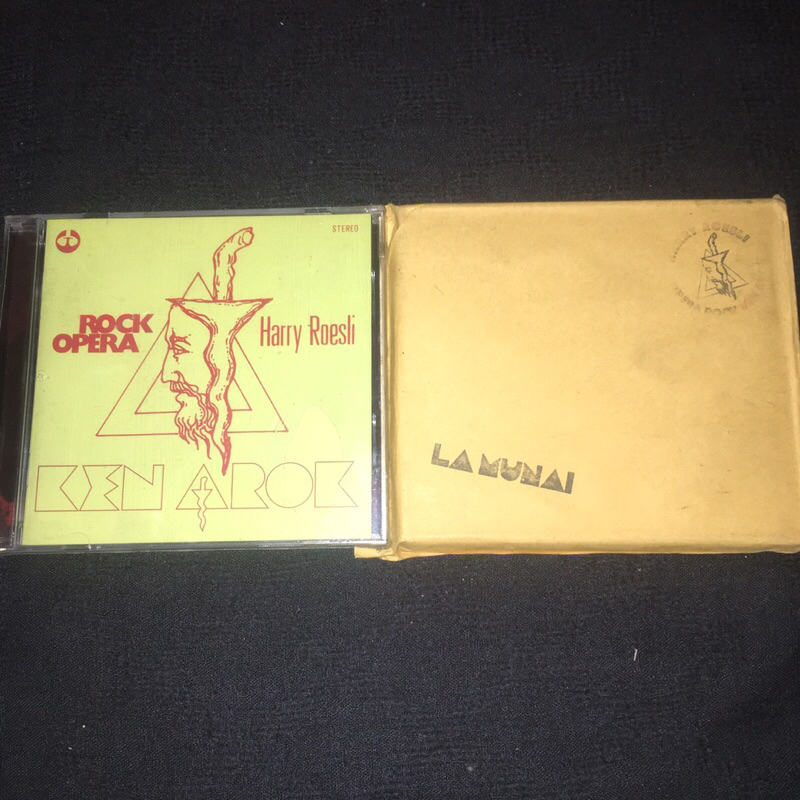 STEREO
ROCK
OPERA
Harry Roesli
KEN AROK
HARRY ROESLI
LA MUNAI